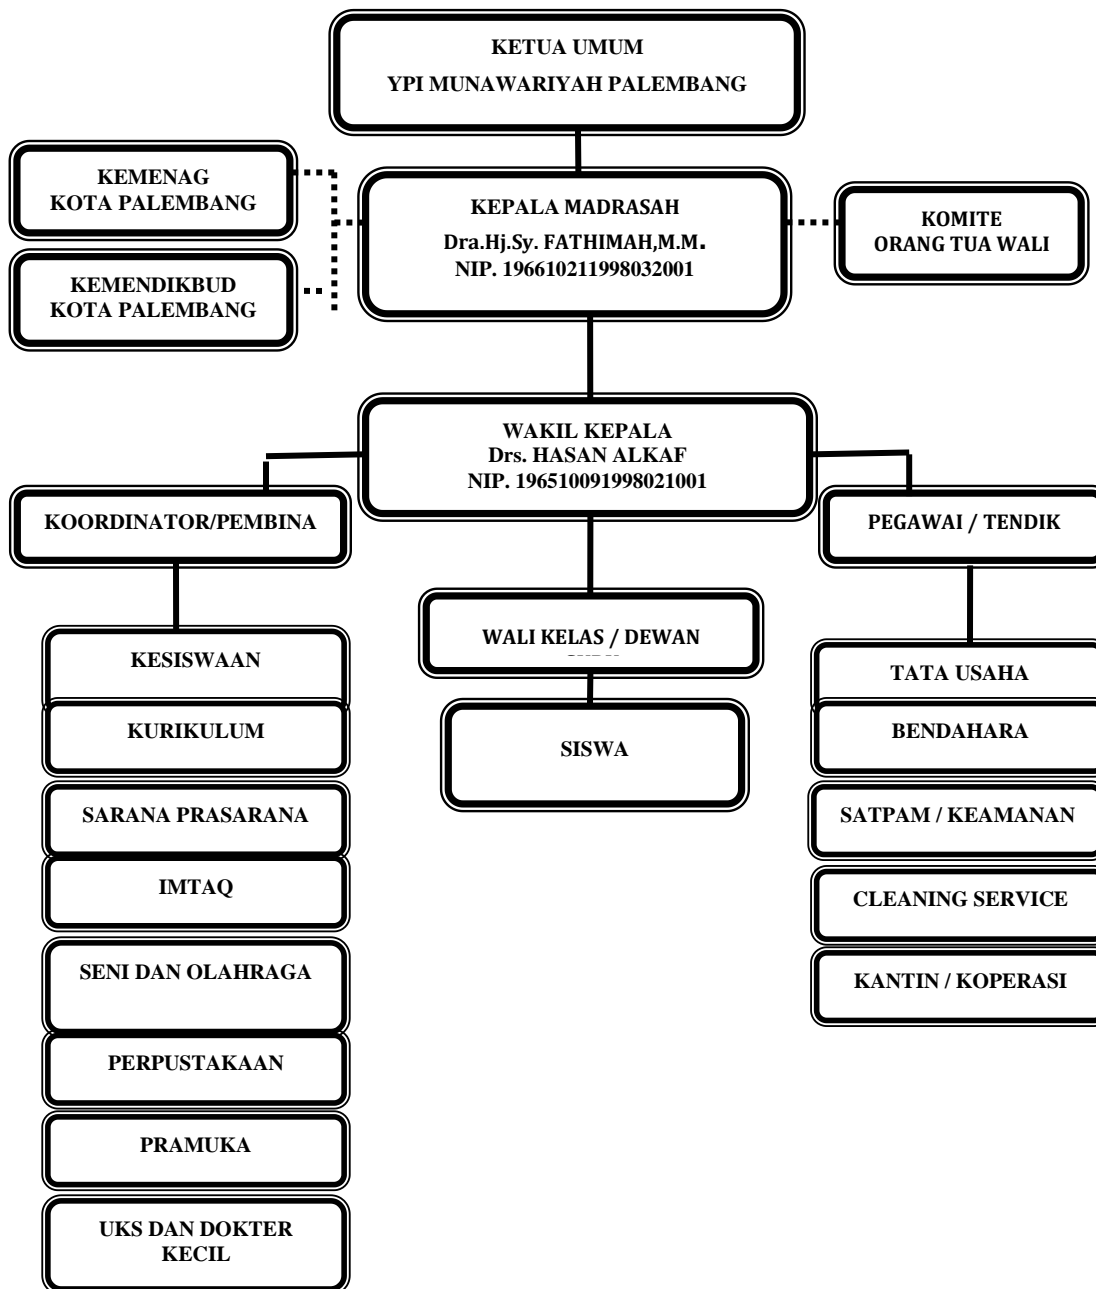 KETUA UMUM
YPI MUNAWARIYAH PALEMBANG
KEMENAG
KOTA PALEMBANG
KEPALA MADRASAH
Dra.Hj.Sy. FATHIMAH,M.M.
NIP. 196610211998032001
KOMITE
ORANG TUA WALI
KEMENDIKBUD
KOTA PALEMBANG
WAKIL KEPALA
Drs. HASAN ALKAF
NIP. 196510091998021001
KOORDINATOR/PEMBINA
PEGAWAI / TENDIK
WALI KELAS / DEWAN
SISWA
KESISWAAN
KURIKULUM
SARANA PRASARANA
IMTAQ
SENI DAN OLAHRAGA
PERPUSTAKAAN
PRAMUKA
UKS DAN DOKTER
KECIL
TATA USAHA
BENDAHARA
SATPAM / KEAMANAN
CLEANING SERVICE
KANTIN / KOPERASI